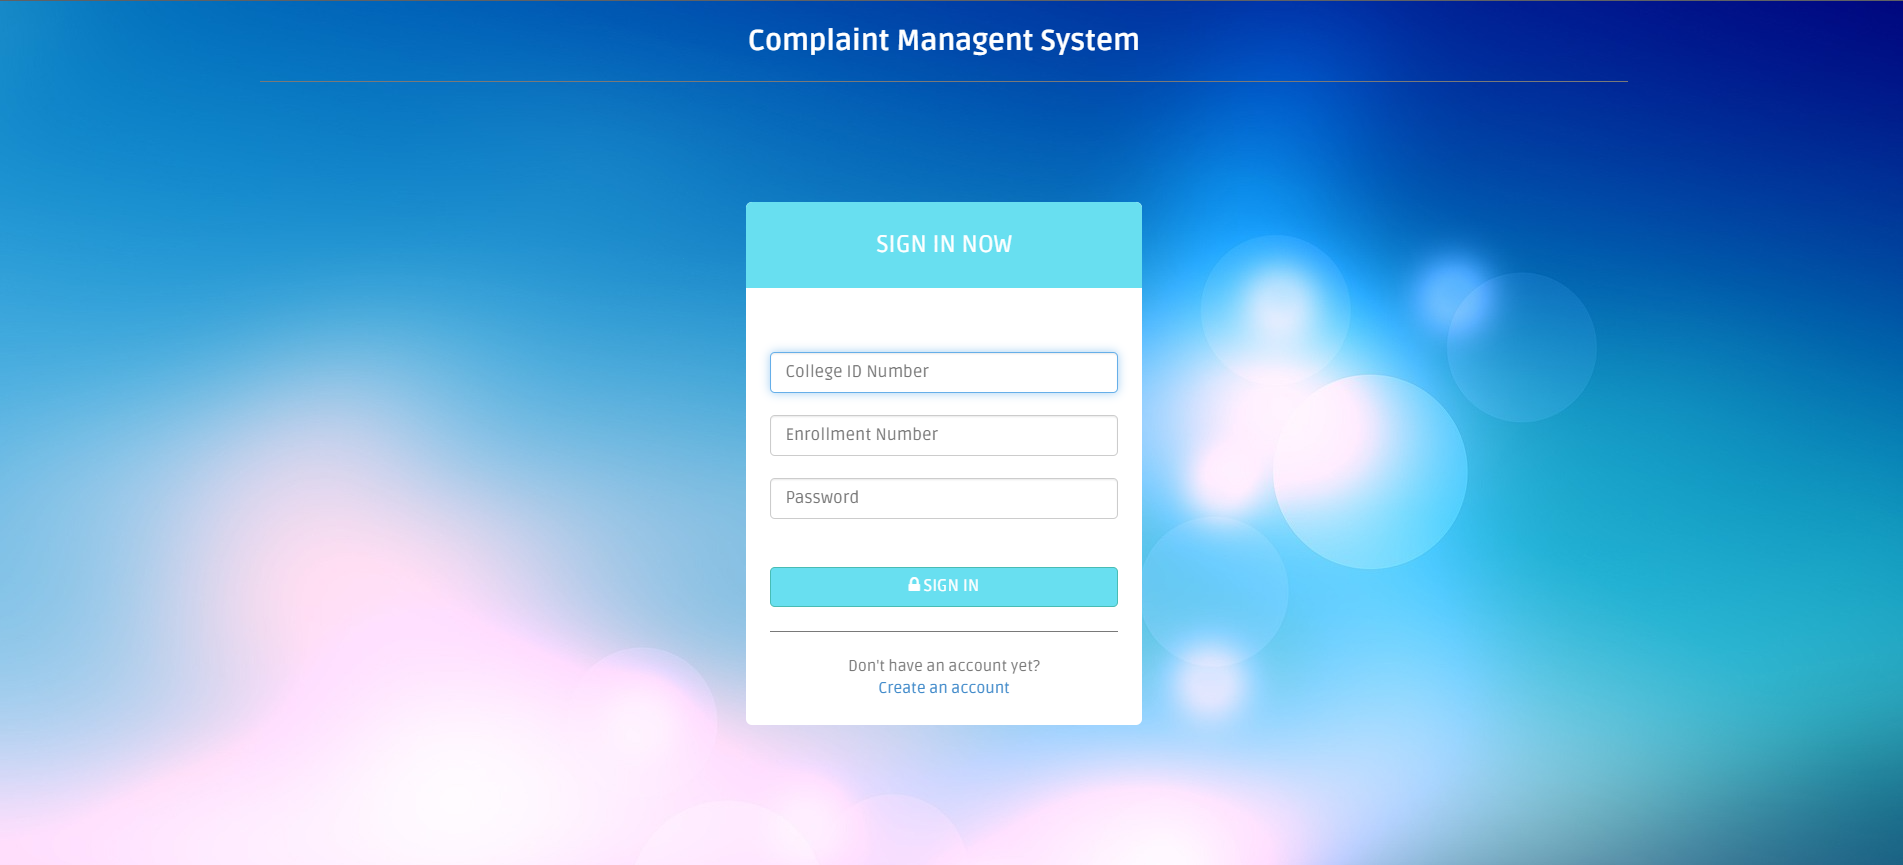 Complaint Managent System
SIGN IN NOW
College ID Number
Enrollment Number
Password
SIGN IN
Don't have an account yet?
Create an account